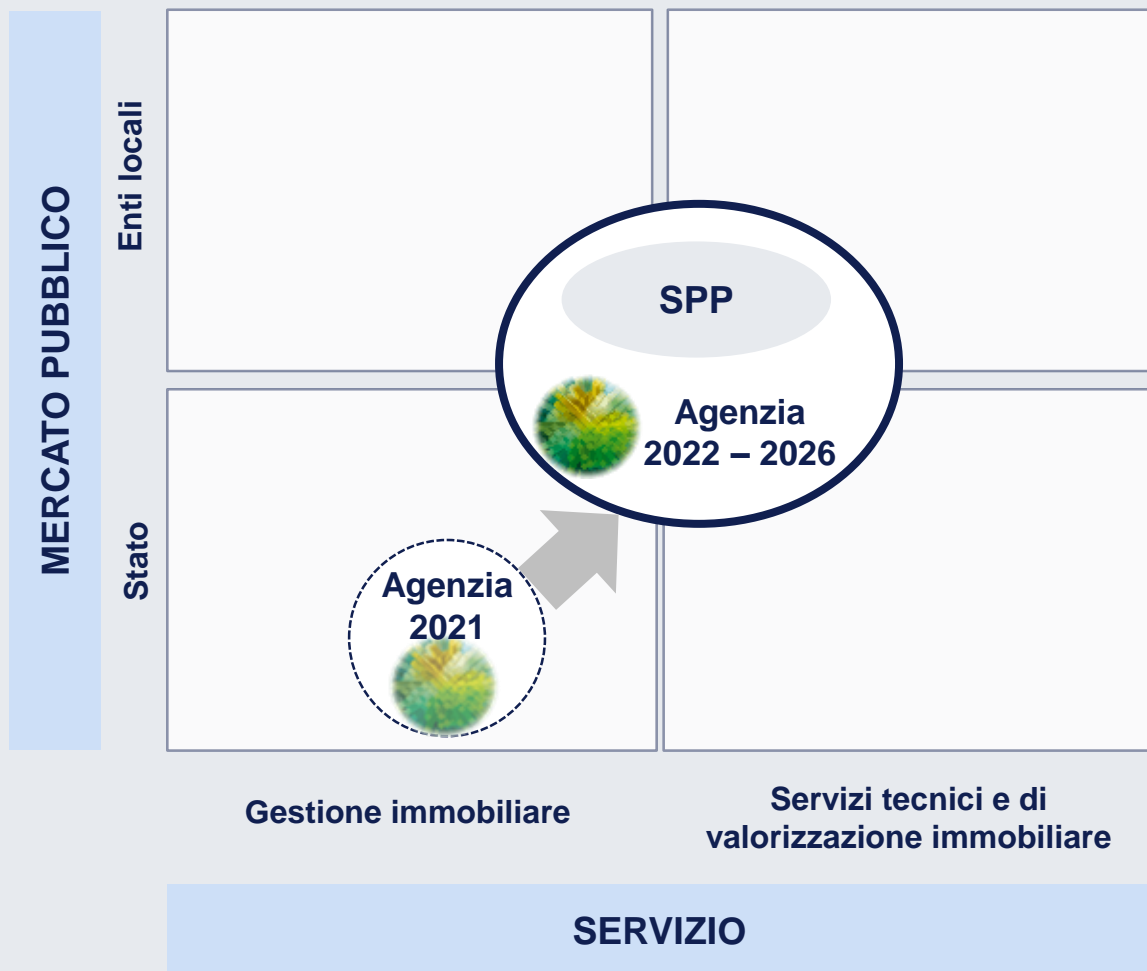 MERCATO PUBBLICO
Enti locali
Stato
SPP
Agenzia
2022 – 2026
Agenzia
2021
Gestione immobiliare
Servizi tecnici e di
valorizzazione immobiliare
SERVIZIO